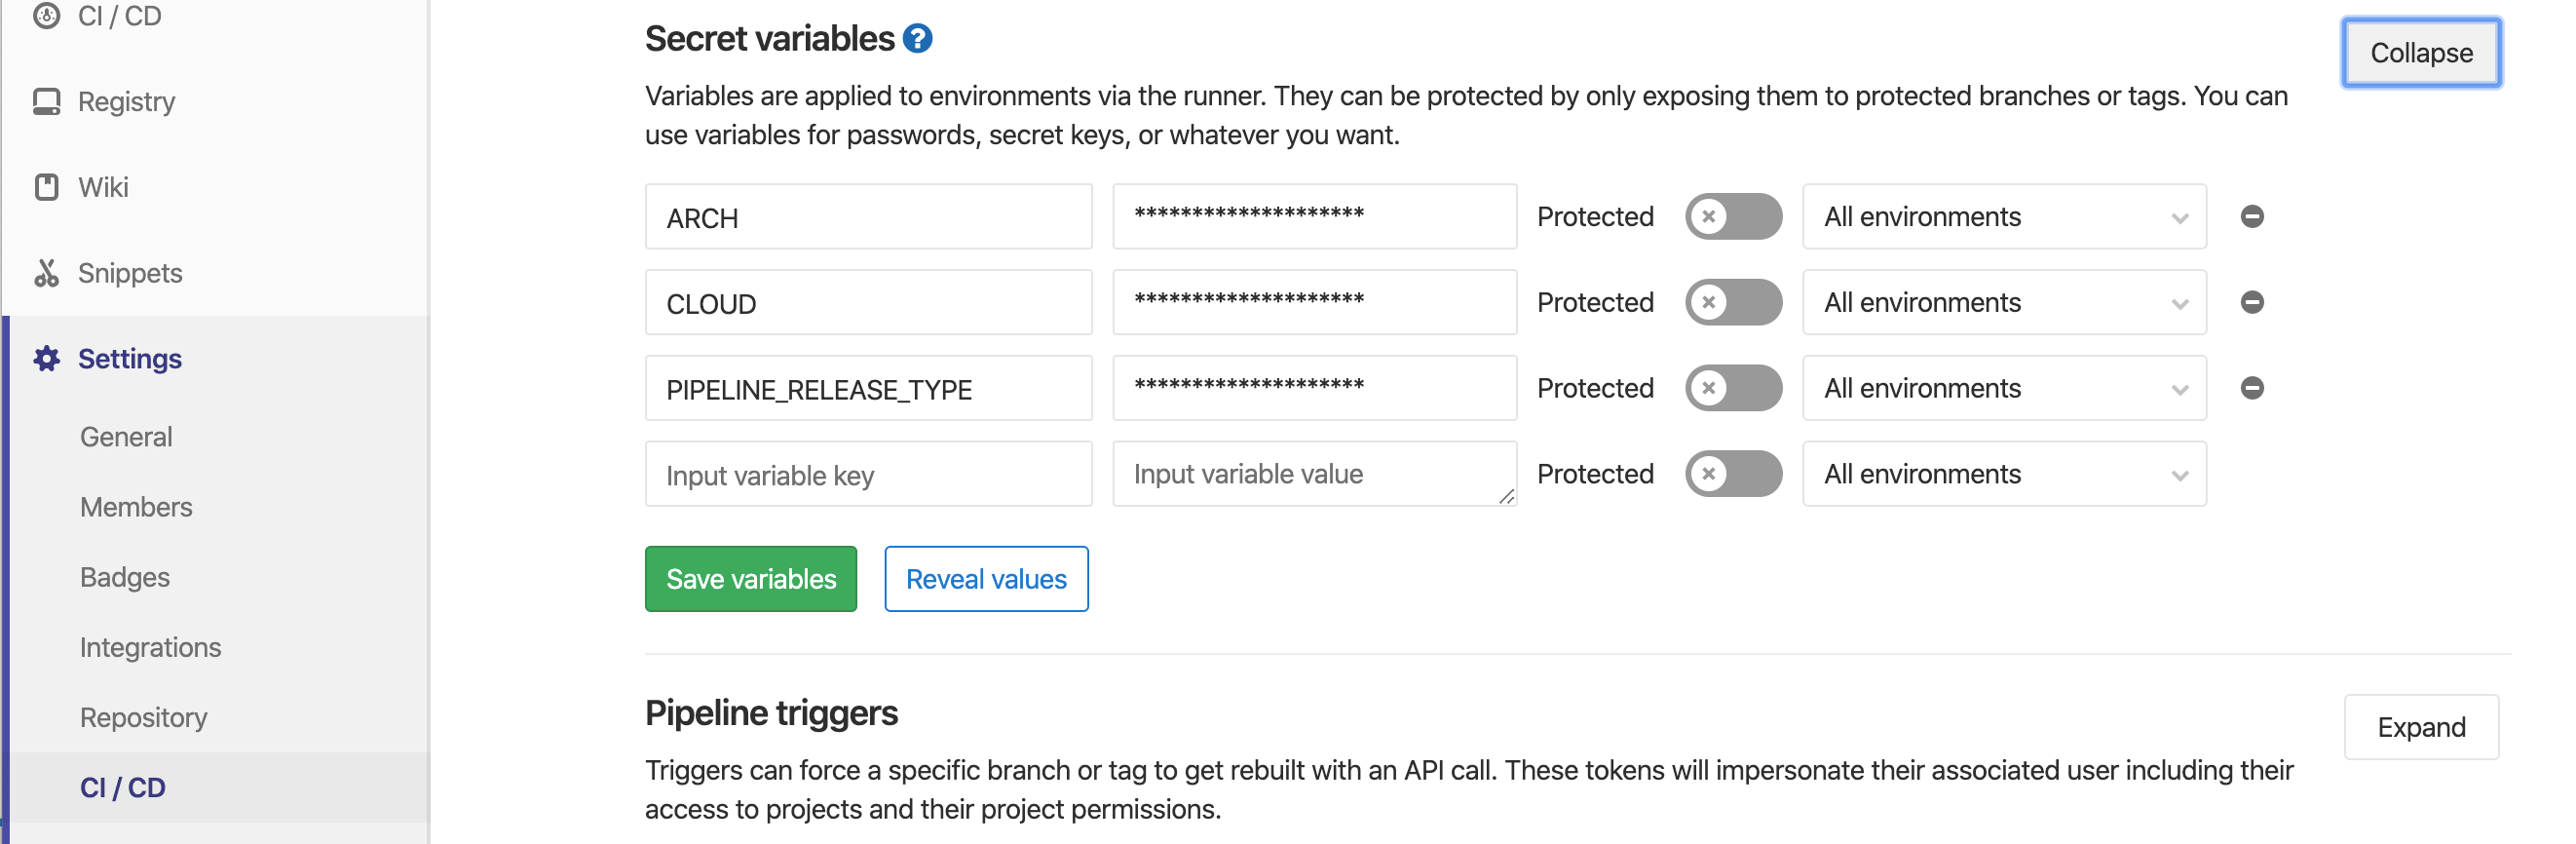 CI / CD
Registry
Wiki
Snippets
Settings
General
Members
Badges
Integrations
Repository
CI / CD
Secret variables ?
Collapse
Variables are applied to environments via the runner. They can be protected by only exposing them to protected branches or tags. You can
use variables for passwords, secret keys, or whatever you want.
ARCH ******************** Protected All environments
CLOUD ******************** Protected All environments
PIPELINE_RELEASE_TYPE ******************** Protected All environments
Input variable key Input variable value Protected All environments
Save variables Reveal values
Pipeline triggers
Expand
Triggers can force a specific branch or tag to get rebuilt with an API call. These tokens will impersonate their associated user including their
access to projects and their project permissions.